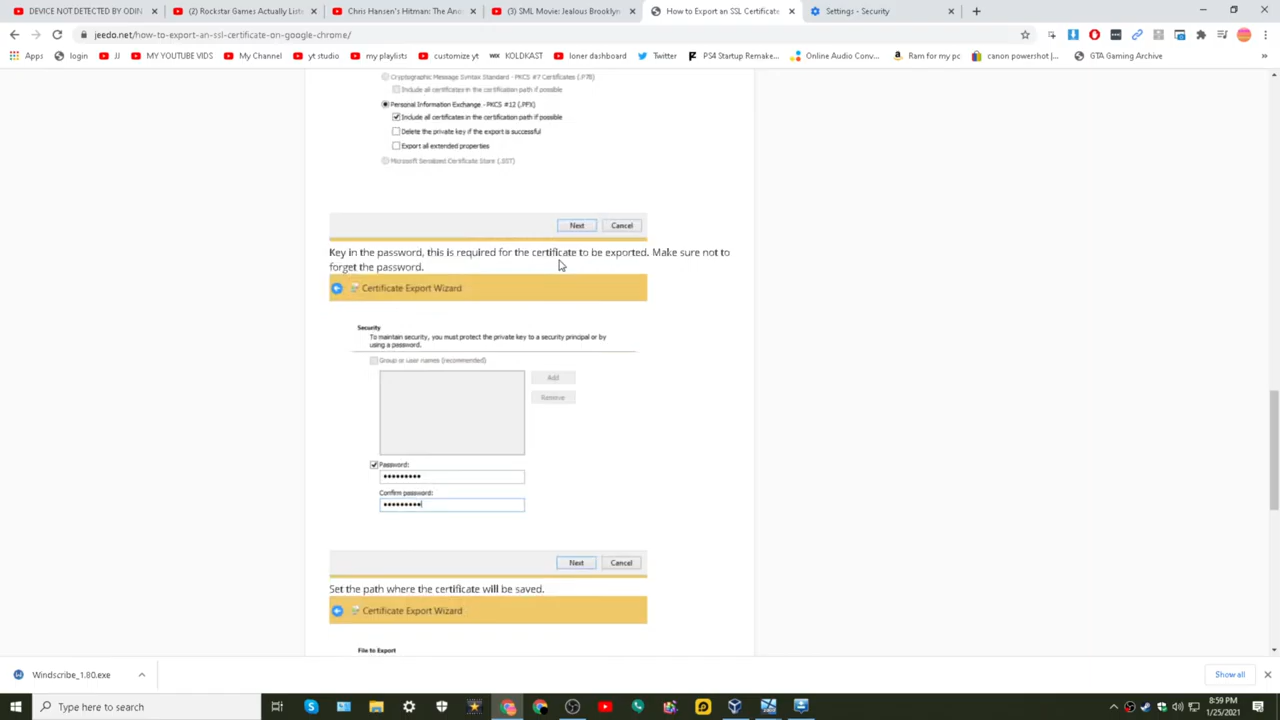 DEVICE NOT DETECTED BY ODIN
(2) Rockstar Games Actually Liste
Chris Hansen's Hitman: The Ano
(5) SML Movie: Jealous Brooklyn
How to Export an SSL Certificate
Settings - Security
jeedo.net/how-to-export-an-ssl-certificate-on-google-chrome/
Apps
login
JJ
MY YOUTUBE VIDS
My Channel
yt studio
my playlists
customize yt
WIX KOLDKAST
loner dashboard
Twitter
PS4 Startup Remake...
Online Audio Conv...
Ram for my pc
canon powershot |...
GTA Gaming Archive
Cryptographic Message Syntax Standard - PKCS #7 Certificates (.P7B)
Include all certificates in the certification path if possible
Personal Information Exchange - PKCS #12 (.PFX)
Include all certificates in the certification path if possible
Delete the private key if the export is successful
Export all extended properties
Microsoft Serialized Certificate Store (.SST)
Next
Cancel
Key in the password, this is required for the certificate to be exported. Make sure not to
forget the password.
Certificate Export Wizard
Security
To maintain security, you must protect the private key to a security principal or by
using a password.
Group or user names (recommended)
Add
Remove
Password:
Confirm password:
Next
Cancel
Set the path where the certificate will be saved.
Certificate Export Wizard
File to Export
Windscribe_1.80.exe
Show all
Type here to search
8:59 PM
1/25/2021